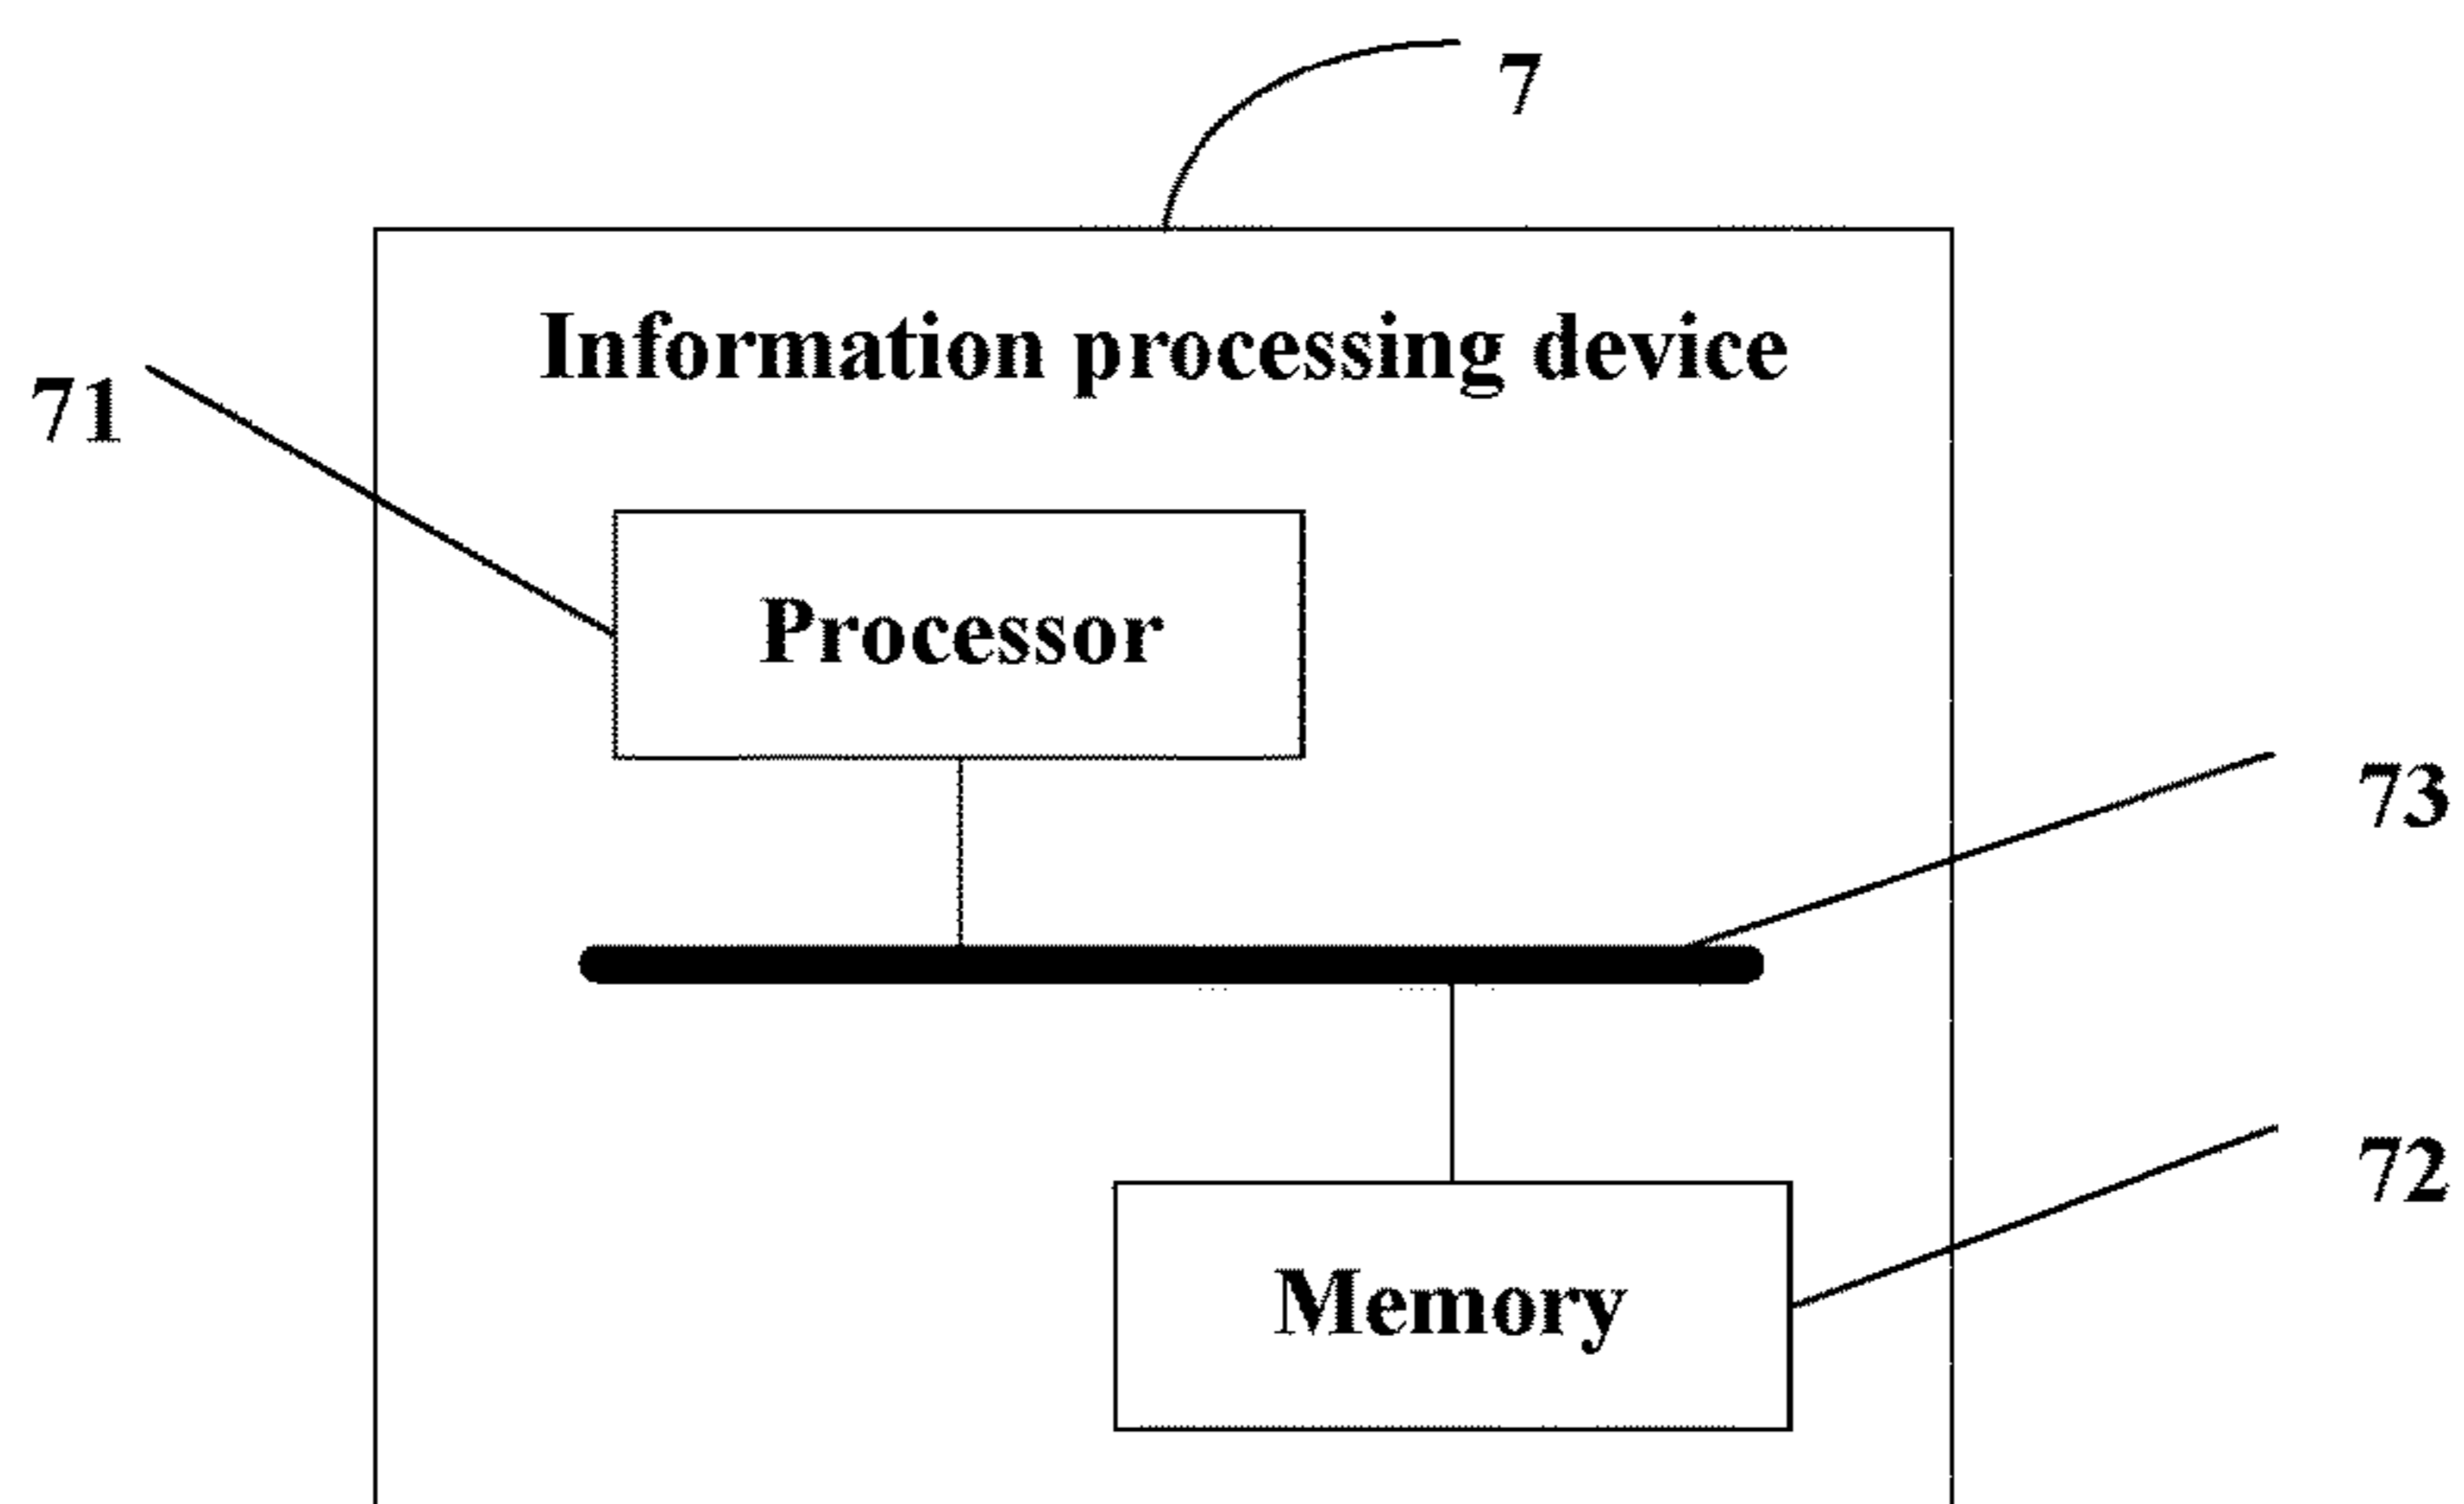 7
Information processing device
71
Processor
73
72
Memory